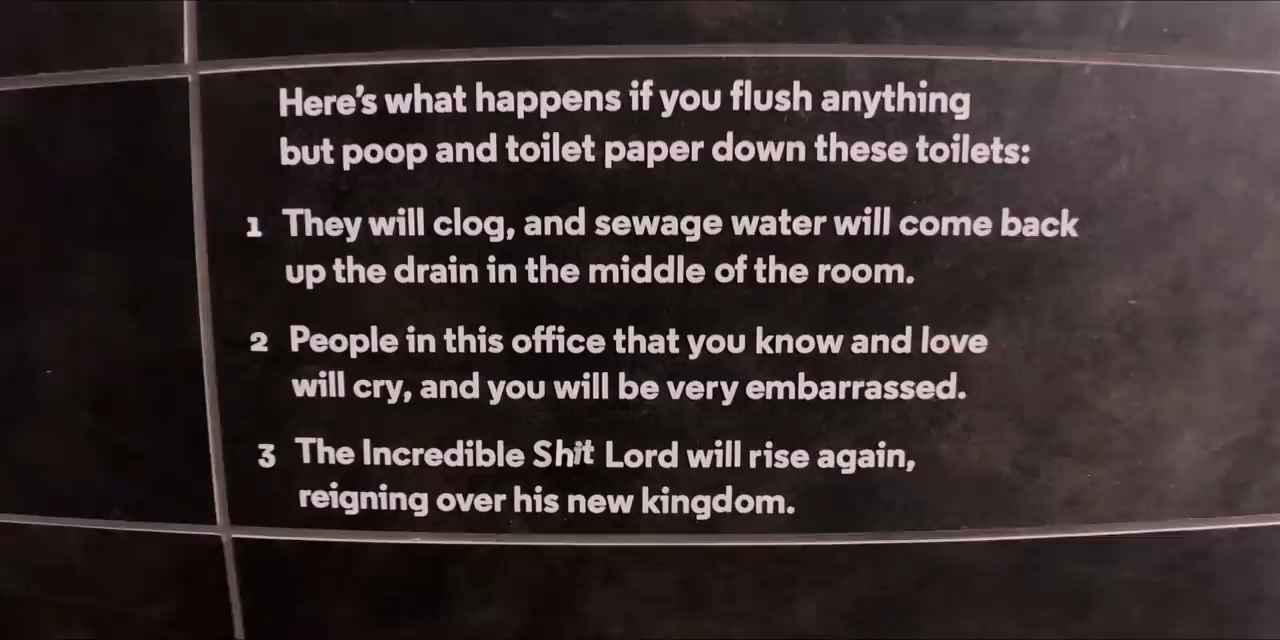 Here's what happens if you flush anything
but poop and toilet paper down these toilets:
1 They will clog, and sewage water will come back
up the drain in the middle of the room.
2 People in this office that you know and love
will cry, and you will be very embarrassed.
3 The Incredible Shit Lord will rise again,
reigning over his new kingdom.